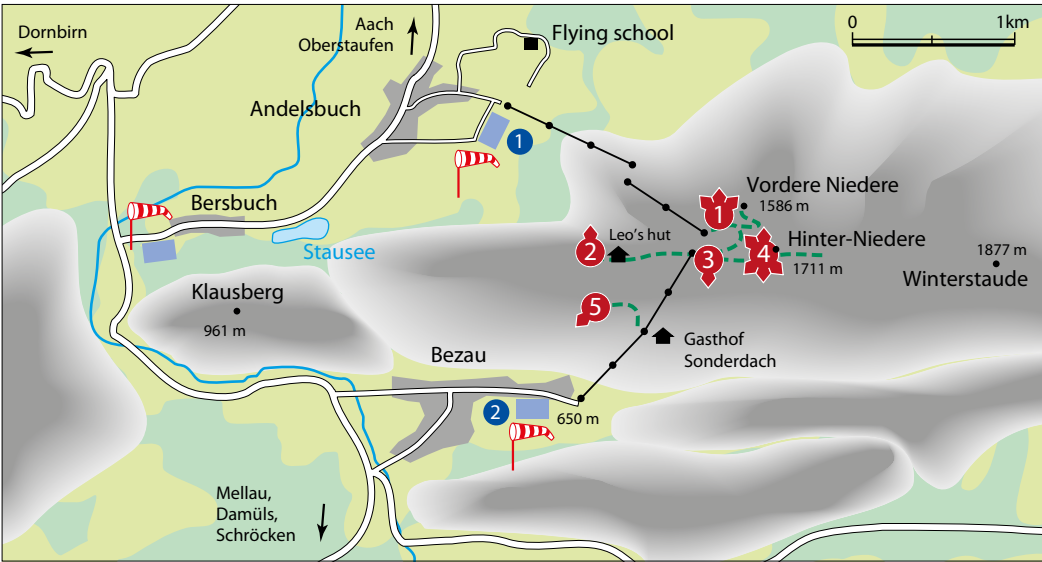 Dornbirn
Aach
Oberstaufen
Flying school
0
1km
Andelsbuch
1
Vordere Niedere
1586 m
1
Bersbuch
Leo's hut
2
3
4
Hinter-Niedere
1711 m
1877 m
Winterstaude
Stausee
Klausberg
961 m
5
Gasthof
Sonderdach
Bezau
2
650 m
Mellau,
Damüls,
Schröcken